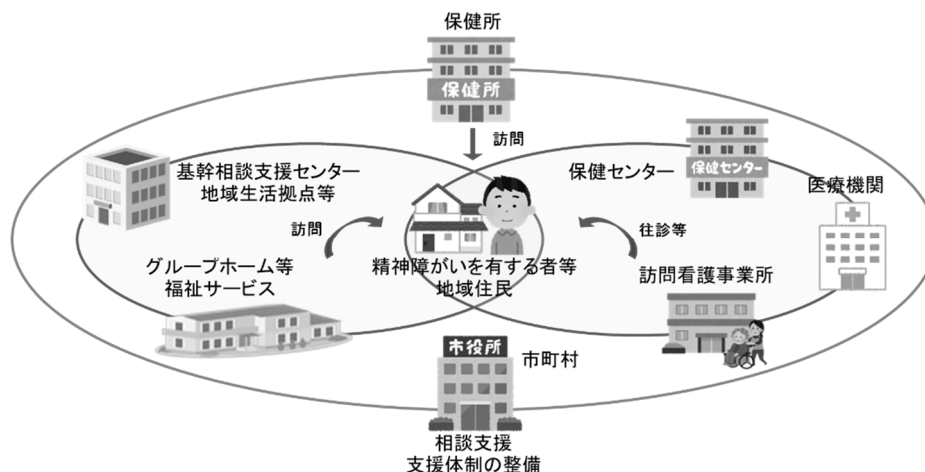 保健所
保健所
訪問
基幹相談支援センター
地域生活拠点等
保健センター
保健センター
医療機関
訪問
往診等
グループホーム等
福祉サービス
精神障がいを有する者等
地域住民
訪問看護事業所
市役所
市町村
相談支援
支援体制の整備